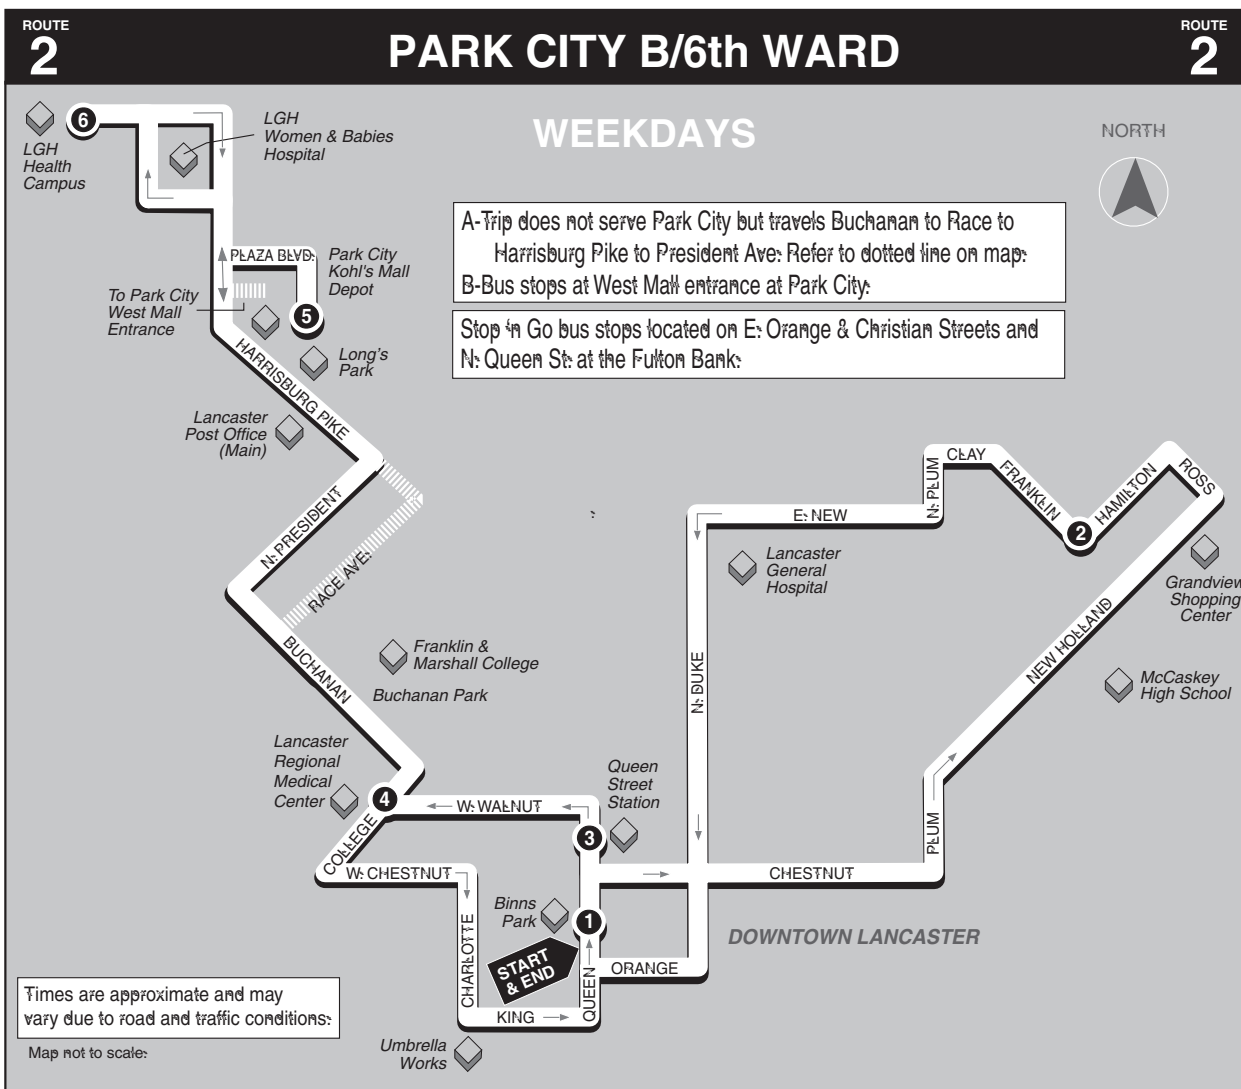 ROUTE
2
PARK CITY B/6th WARD
ROUTE
2
WEEKDAYS
NORTH
6
LGH
Health
Campus
LGH
Women & Babies
Hospital
A-Trip does not serve Park City but travels Buchanan to Race to
Harrisburg Pike to President Ave. Refer to dotted line on map.
B-Bus stops at West Mall entrance at Park City.
Stop 'n Go bus stops located on E. Orange & Christian Streets and
N. Queen St. at the Fulton Bank.
PLAZA BLVD.
Park City
Kohl's Mall
Depot
To Park City
West Mall
Entrance
5
Long's
Park
HARRISBURG PIKE
Lancaster
Post Office
(Main)
N. PRESIDENT
RACE AVE.
BUCHANAN
Franklin &
Marshall College
Buchanan Park
N. PLUM
CLAY
FRANKLIN
2
HAMILTON
ROSS
E. NEW
Lancaster
General
Hospital
Grandview
Shopping
Center
NEW HOLLAND
McCaskey
High School
N. DUKE
Lancaster
Regional
Medical
Center
4
W. WALNUT
Queen
Street
Station
3
COLLEGE
W. CHESTNUT
CHESTNUT
PLUM
Binns
Park
1
START
& END
CHARLOTTE
QUEEN
ORANGE
KING
DOWNTOWN LANCASTER
Umbrella
Works
Times are approximate and may
vary due to road and traffic conditions.
Map not to scale.